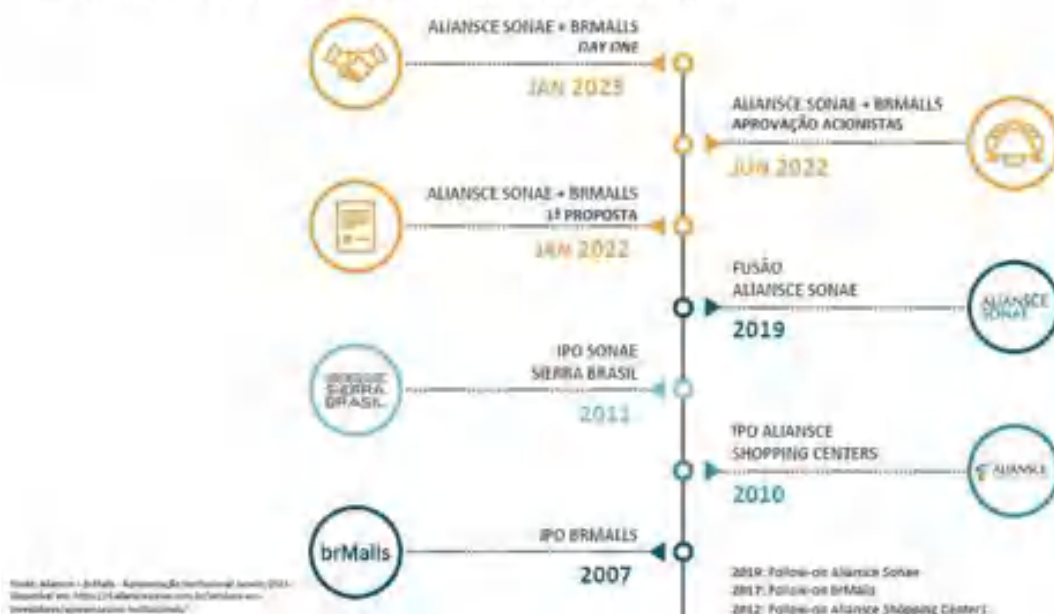 ALIANSCE SONAE + BRMALLS
DAY ONE
JAN 2023
ALIANSCE SONAE + BRMALLS
APROVAÇÃO ACIONISTAS
JUN 2022
ALIANSCE SONAE + BRMALLS
1ª PROPOSTA
JAN 2022
FUSÃO
ALIANSCE SONAE
2019
ALIANSCE
SONAE
IPO SONAE
SIERRA BRASIL
2011
SIERRA
BRASIL
IPO ALIANSCE
SHOPPING CENTERS
2010
ALIANSCE
brMalls
IPO BRMALLS
2007
2019: Follow-on Aliansce Sonae
2017: Follow-on brMalls
2012: Follow-on Aliansce Shopping Centers
Apresentação Institucional